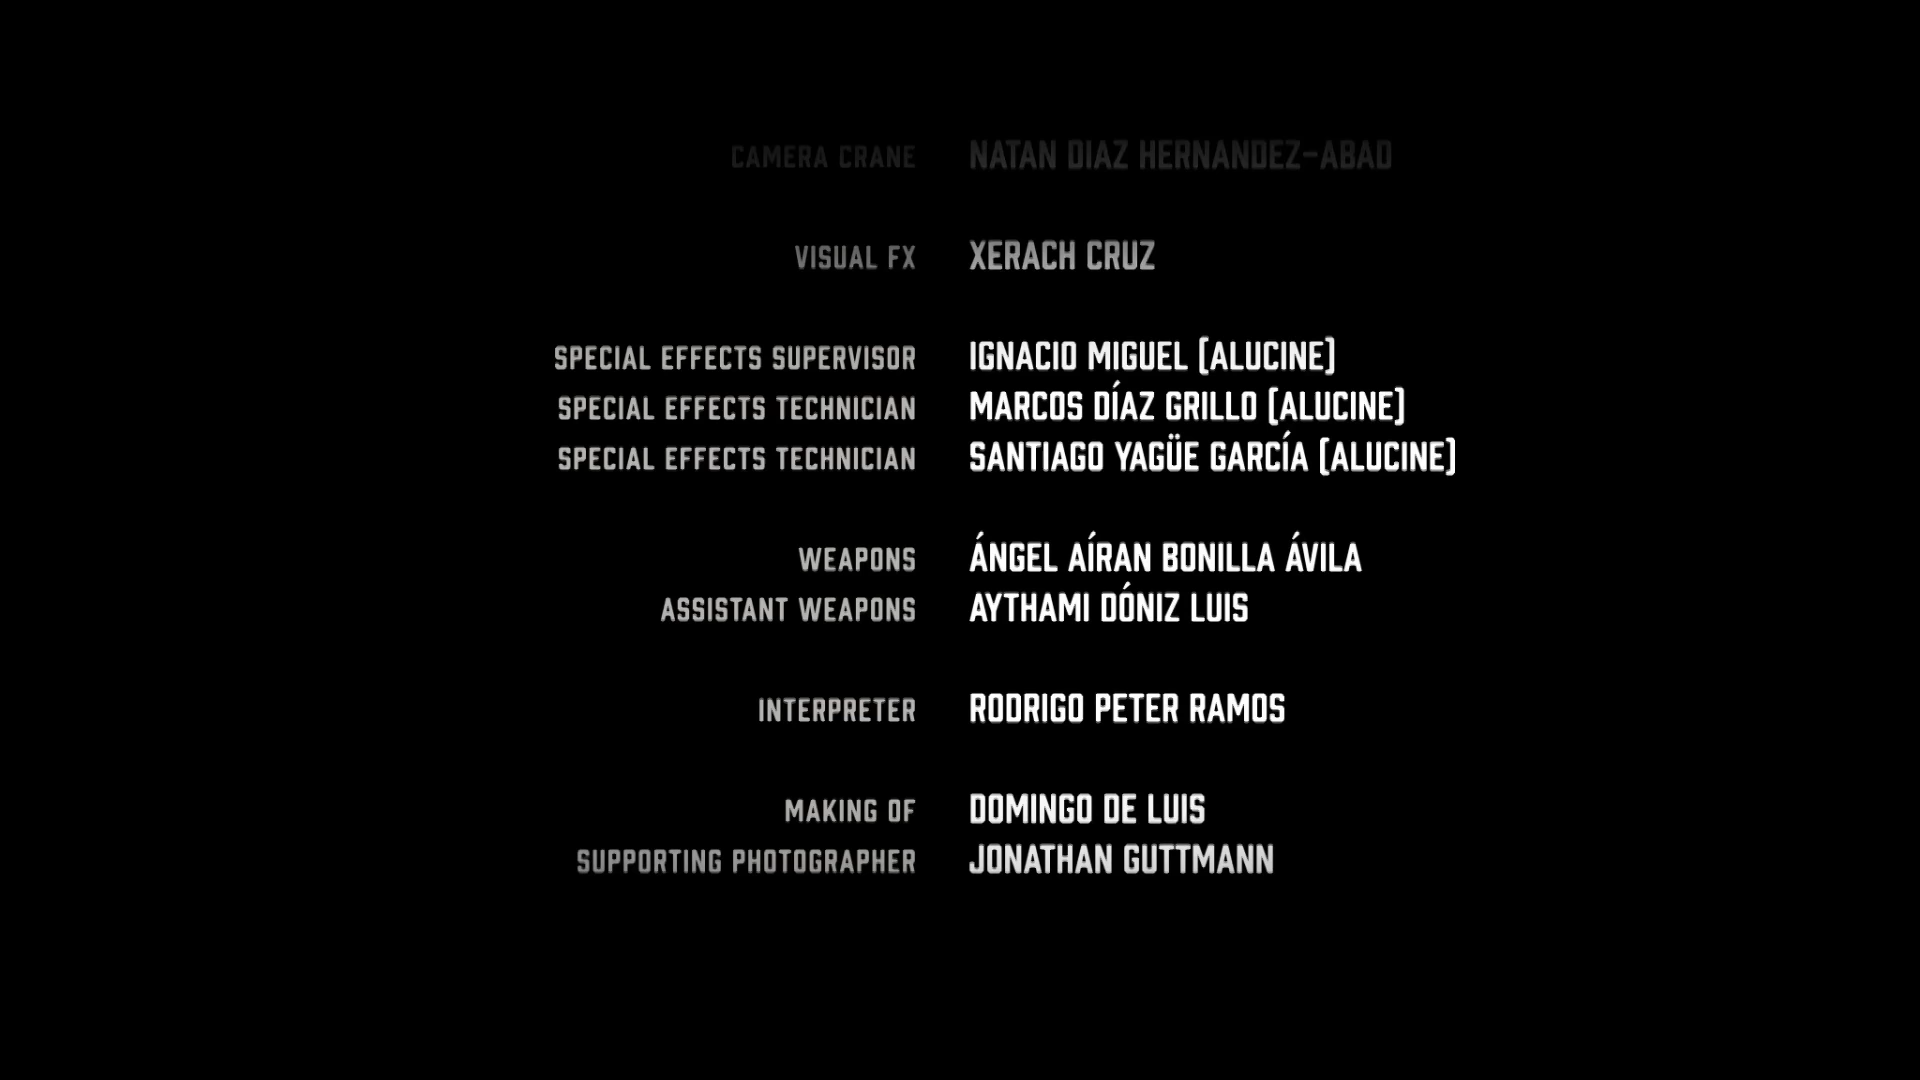 CAMERA CRANE NATAN DIAZ HERNANDEZ-ABAD
VISUAL FX XERACH CRUZ
SPECIAL EFFECTS SUPERVISOR IGNACIO MIGUEL (ALUCINE)
SPECIAL EFFECTS TECHNICIAN MARCOS DÍAZ GRILLO (ALUCINE)
SPECIAL EFFECTS TECHNICIAN SANTIAGO YAGÜE GARCÍA (ALUCINE)
WEAPONS ÁNGEL AÍRAN BONILLA ÁVILA
ASSISTANT WEAPONS AYTHAMI DÓNIZ LUIS
INTERPRETER RODRIGO PETER RAMOS
MAKING OF DOMINGO DE LUIS
SUPPORTING PHOTOGRAPHER JONATHAN GUTTMANN